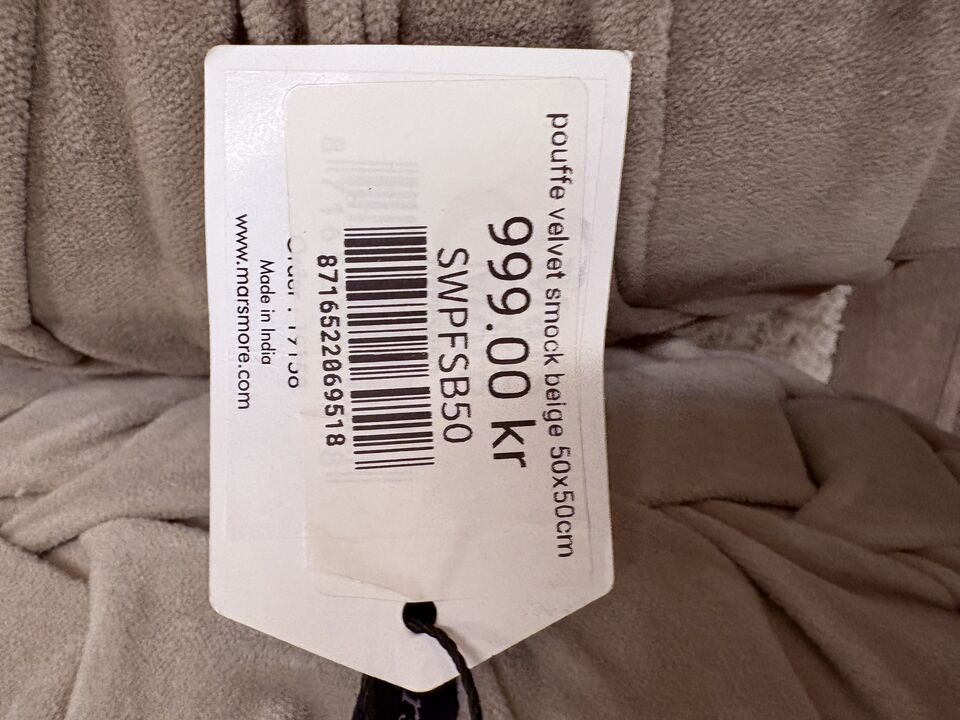 pouffe velvet smock beige 50x50cm
999.00 kr
SWPFSB50
8716522069518
Made in India
www.marsmore.com